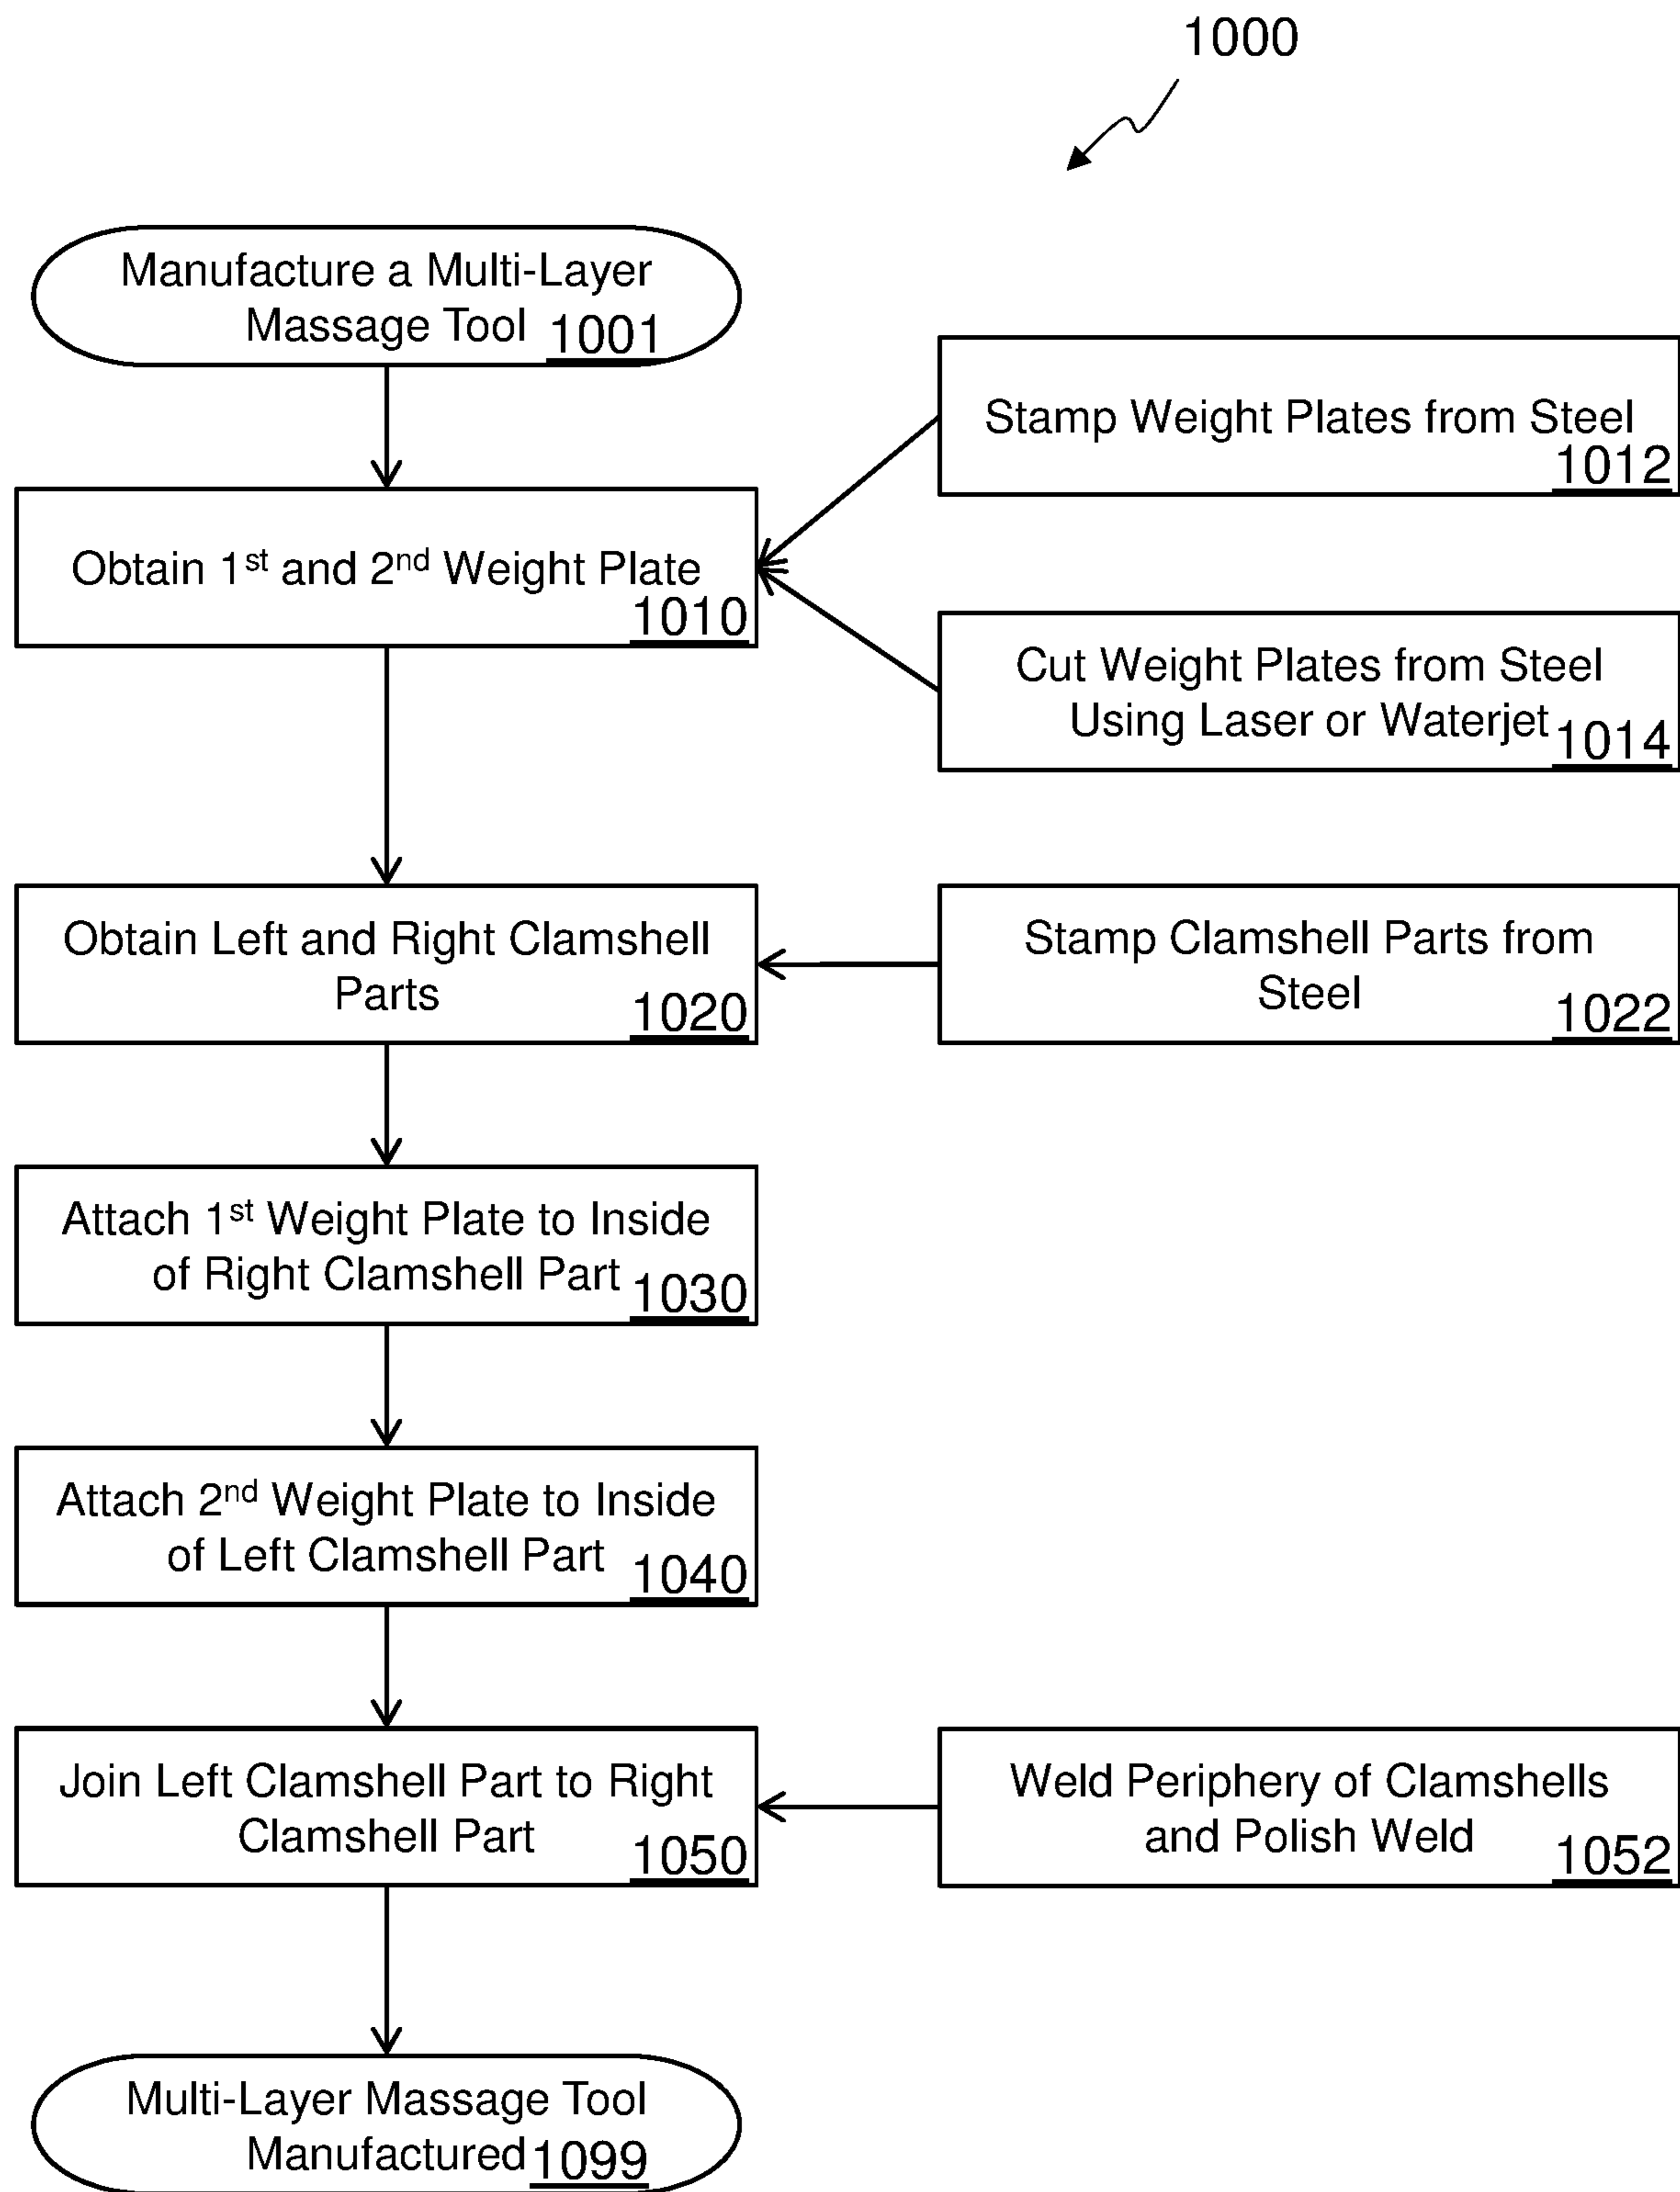 1000
Manufacture a Multi-Layer
Massage Tool 1001
Stamp Weight Plates from Steel
1012
Obtain 1st and 2nd Weight Plate
1010
Cut Weight Plates from Steel
Using Laser or Waterjet 1014
Obtain Left and Right Clamshell
Parts 1020
Stamp Clamshell Parts from
Steel 1022
Attach 1st Weight Plate to Inside
of Right Clamshell Part 1030
Attach 2nd Weight Plate to Inside
of Left Clamshell Part 1040
Join Left Clamshell Part to Right
Clamshell Part 1050
Weld Periphery of Clamshells
and Polish Weld 1052
Multi-Layer Massage Tool
Manufactured 1099